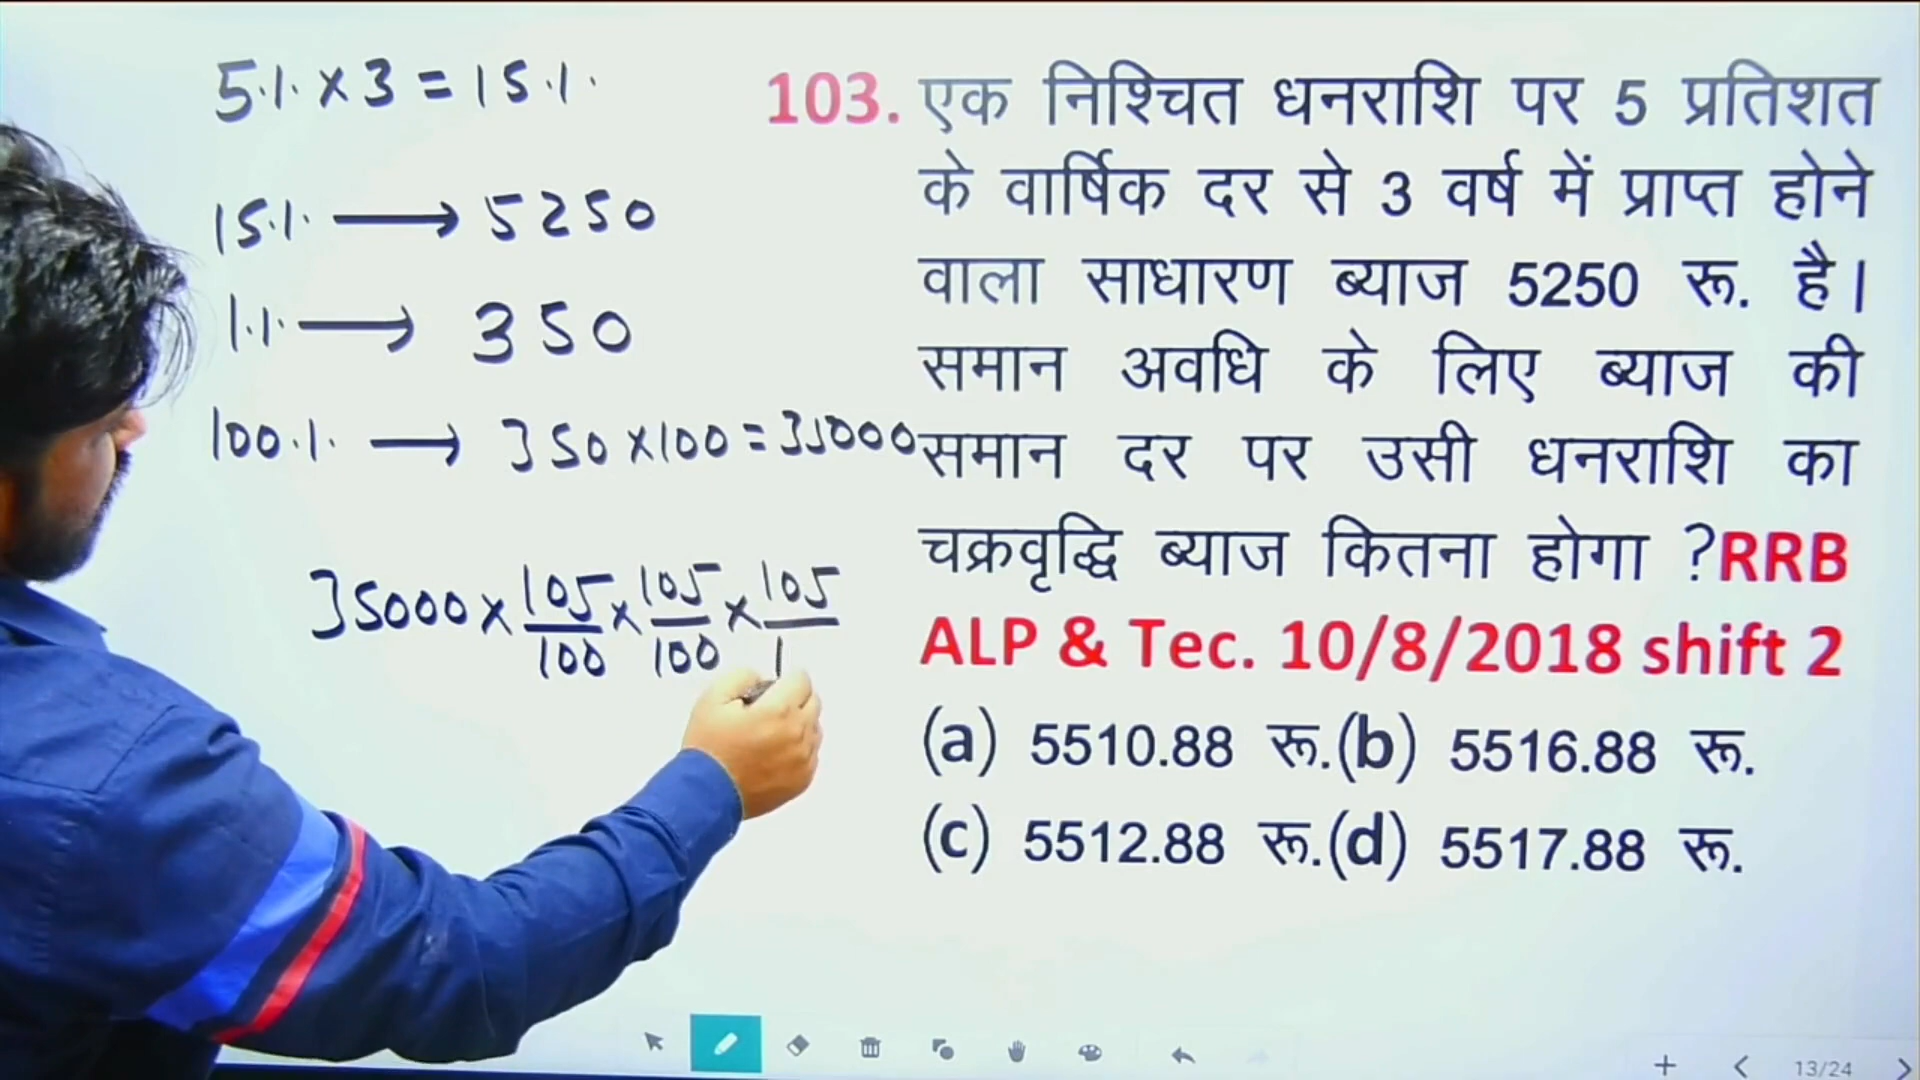 5% × 3 = 15%
15% → 5250
1% → 350
100% → 350 × 100 = 35000
35000 × 105/100 × 105/100 × 105/1
103. एक निश्चित धनराशि पर 5 प्रतिशत
के वार्षिक दर से 3 वर्ष में प्राप्त होने
वाला साधारण ब्याज 5250 रू. है।
समान अवधि के लिए ब्याज की
समान दर पर उसी धनराशि का
चक्रवृद्धि ब्याज कितना होगा ?RRB
ALP & Tec. 10/8/2018 shift 2
(a) 5510.88 रू.(b) 5516.88 रू.
(c) 5512.88 रू.(d) 5517.88 रू.
13/24